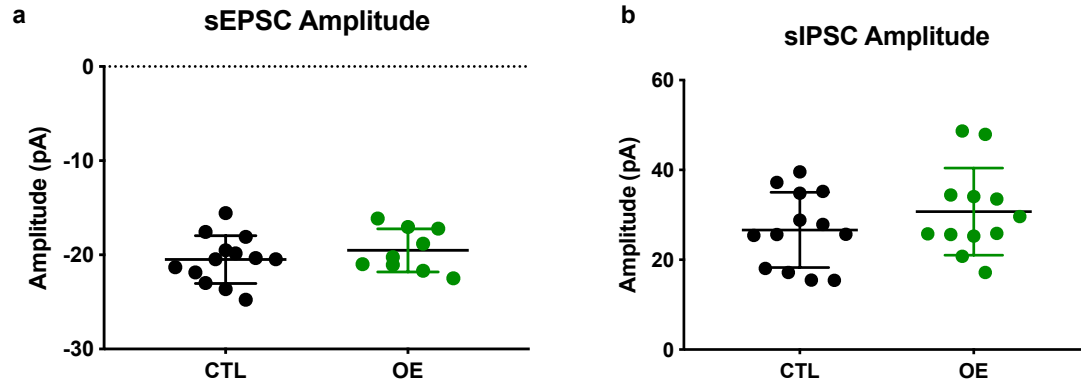 a
sEPSC Amplitude
Amplitude (pA)
0
-10
-20
-30
CTL
OE
b
sIPSC Amplitude
Amplitude (pA)
60
40
20
0
CTL
OE